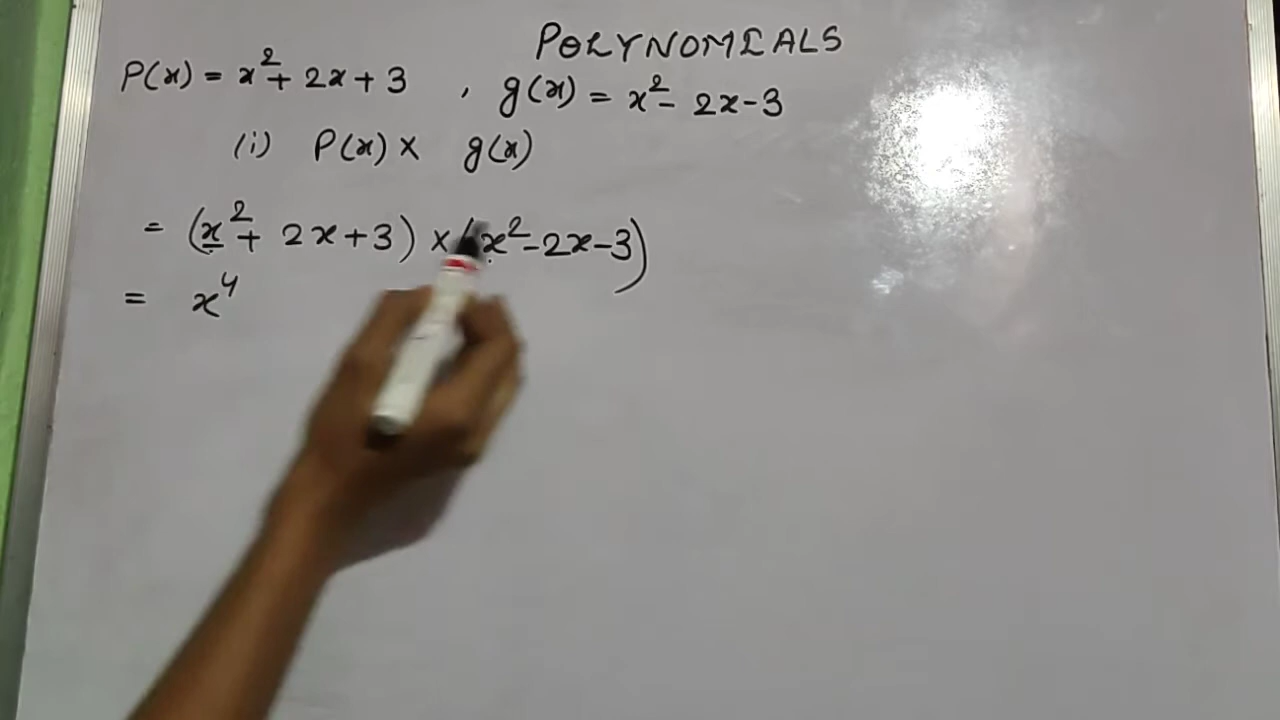 POLYNOMIALS
P(x) = x² + 2x + 3 , g(x) = x² - 2x - 3
(i) P(x) × g(x)
= (x² + 2x + 3) × (x² - 2x - 3)
= x⁴